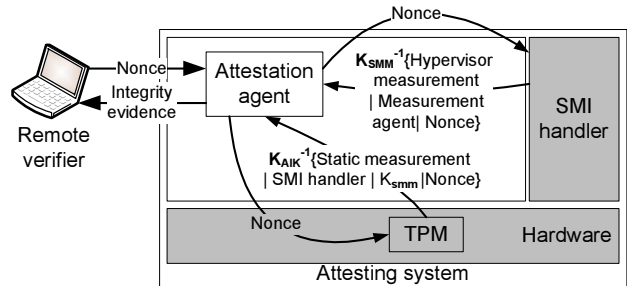 Nonce
K_SMM^-1{Hypervisor
measurement
| Measurement
agent| Nonce}
Nonce
Attestation
agent
Integrity
evidence
SMI
handler
Remote
verifier
K_AIK^-1{Static measurement
| SMI handler | K_smm|Nonce}
Nonce
TPM
Hardware
Attesting system